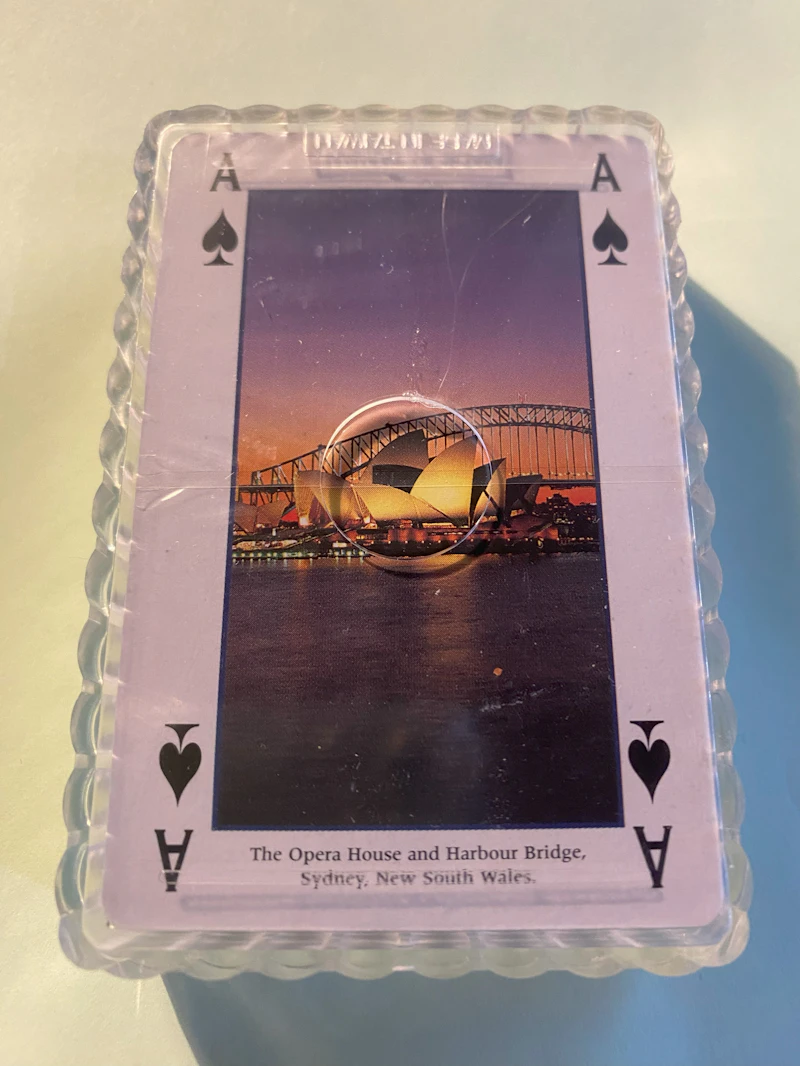 A A
The Opera House and Harbour Bridge,
Sydney, New South Wales.
A A